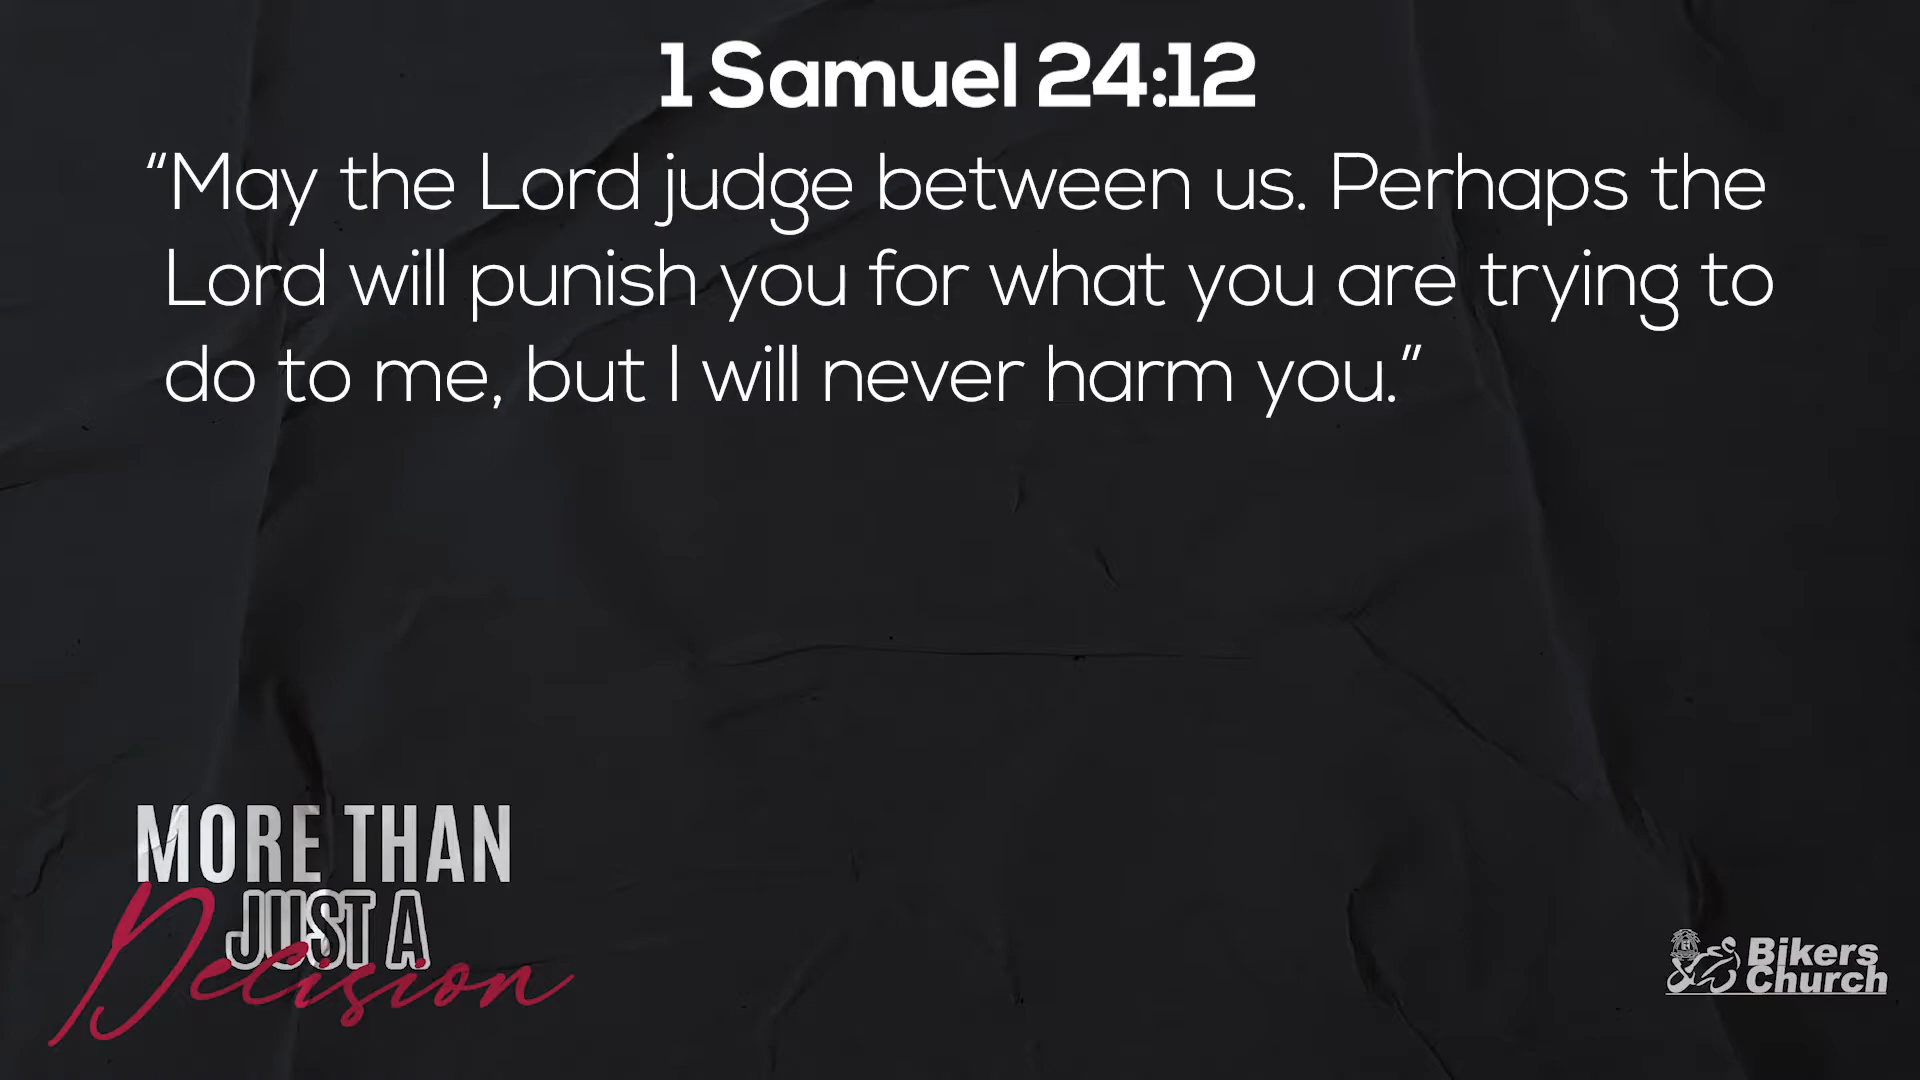 1 Samuel 24:12
“May the Lord judge between us. Perhaps the
Lord will punish you for what you are trying to
do to me, but I will never harm you.”
MORE THAN
JUST A
Decision
Bikers
Church